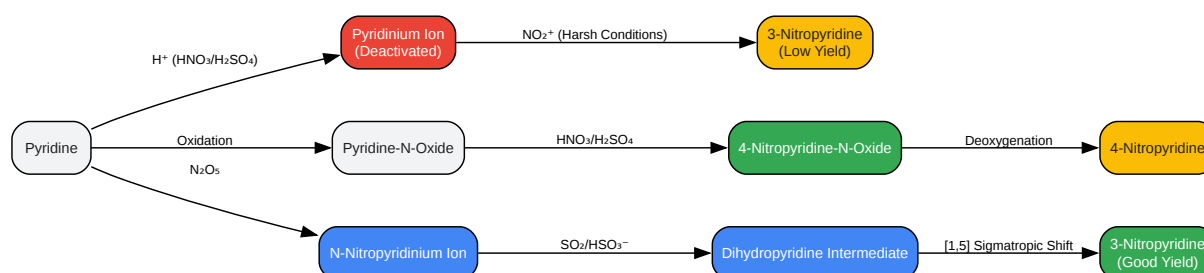 Pyridinium Ion
(Deactivated)
NO₂⁺ (Harsh Conditions)
3-Nitropyridine
(Low Yield)
H⁺ (HNO₃/H₂SO₄)
Pyridine
Oxidation
Pyridine-N-Oxide
HNO₃/H₂SO₄
4-Nitropyridine-N-Oxide
Deoxygenation
4-Nitropyridine
N₂O₅
N-Nitropyridinium Ion
SO₂/HSO₃⁻
Dihydropyridine Intermediate
[1,5] Sigmatropic Shift
3-Nitropyridine
(Good Yield)